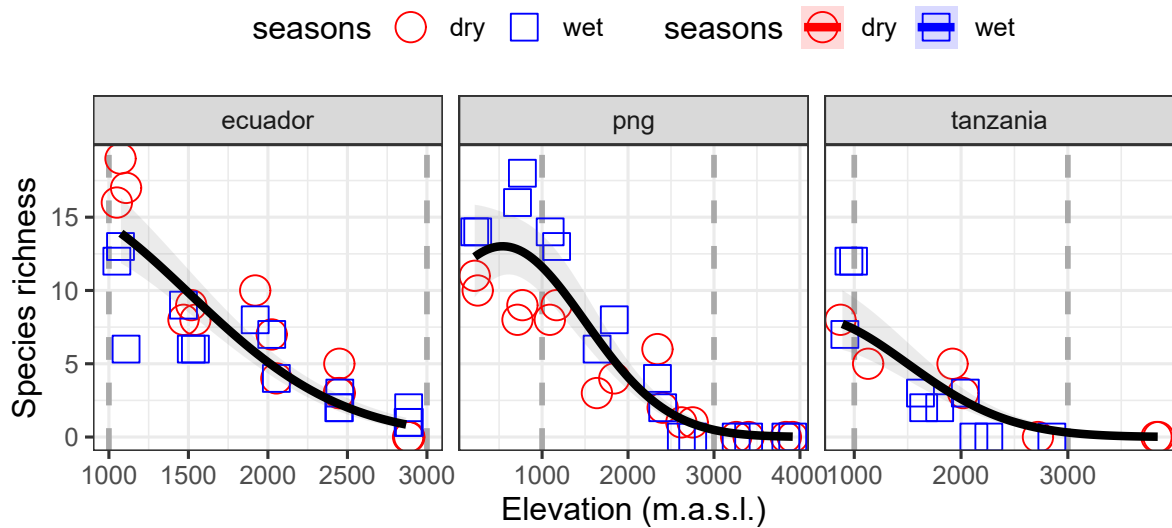 seasons dry wet seasons dry wet
ecuador png tanzania
Species richness
15
10
5
0
1000 1500 2000 2500 3000 1000 2000 3000 4000 1000 2000 3000
Elevation (m.a.s.l.)